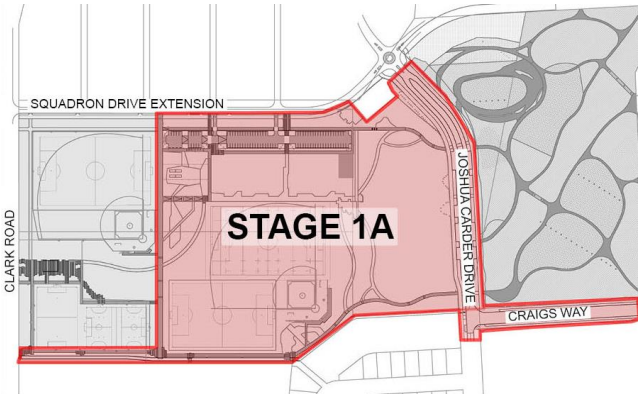 SQUADRON DRIVE EXTENSION
CLARK ROAD
STAGE 1A
JOSHUA CARDER DRIVE
CRAIGS WAY